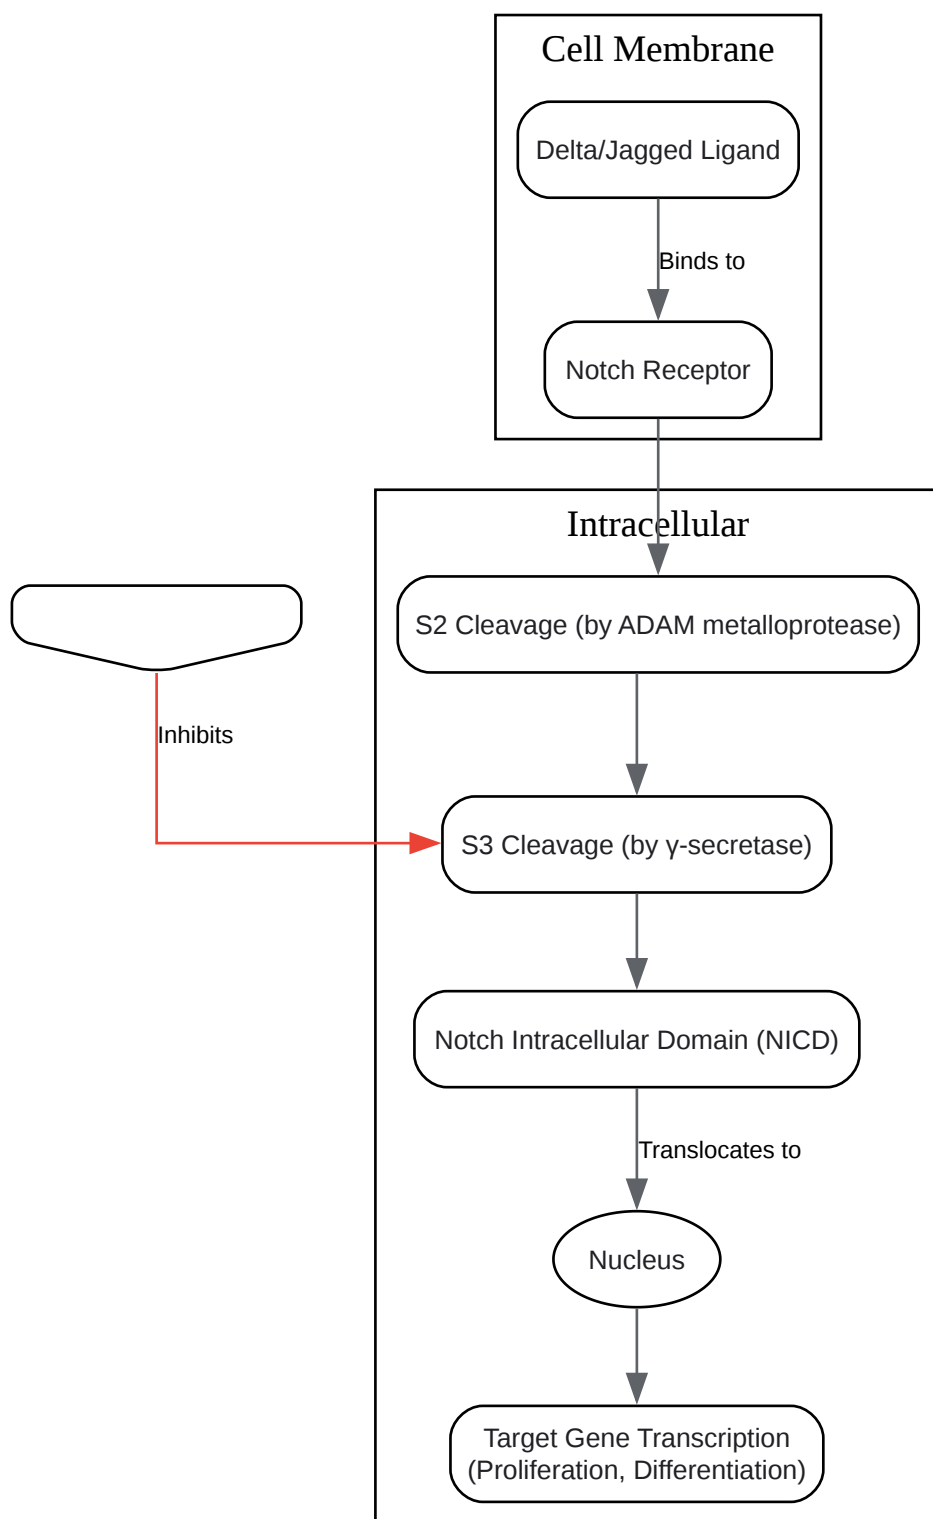 Cell Membrane
Delta/Jagged Ligand
Binds to
Notch Receptor
Intracellular
S2 Cleavage (by ADAM metalloprotease)
Inhibits
S3 Cleavage (by γ-secretase)
Notch Intracellular Domain (NICD)
Translocates to
Nucleus
Target Gene Transcription
(Proliferation, Differentiation)